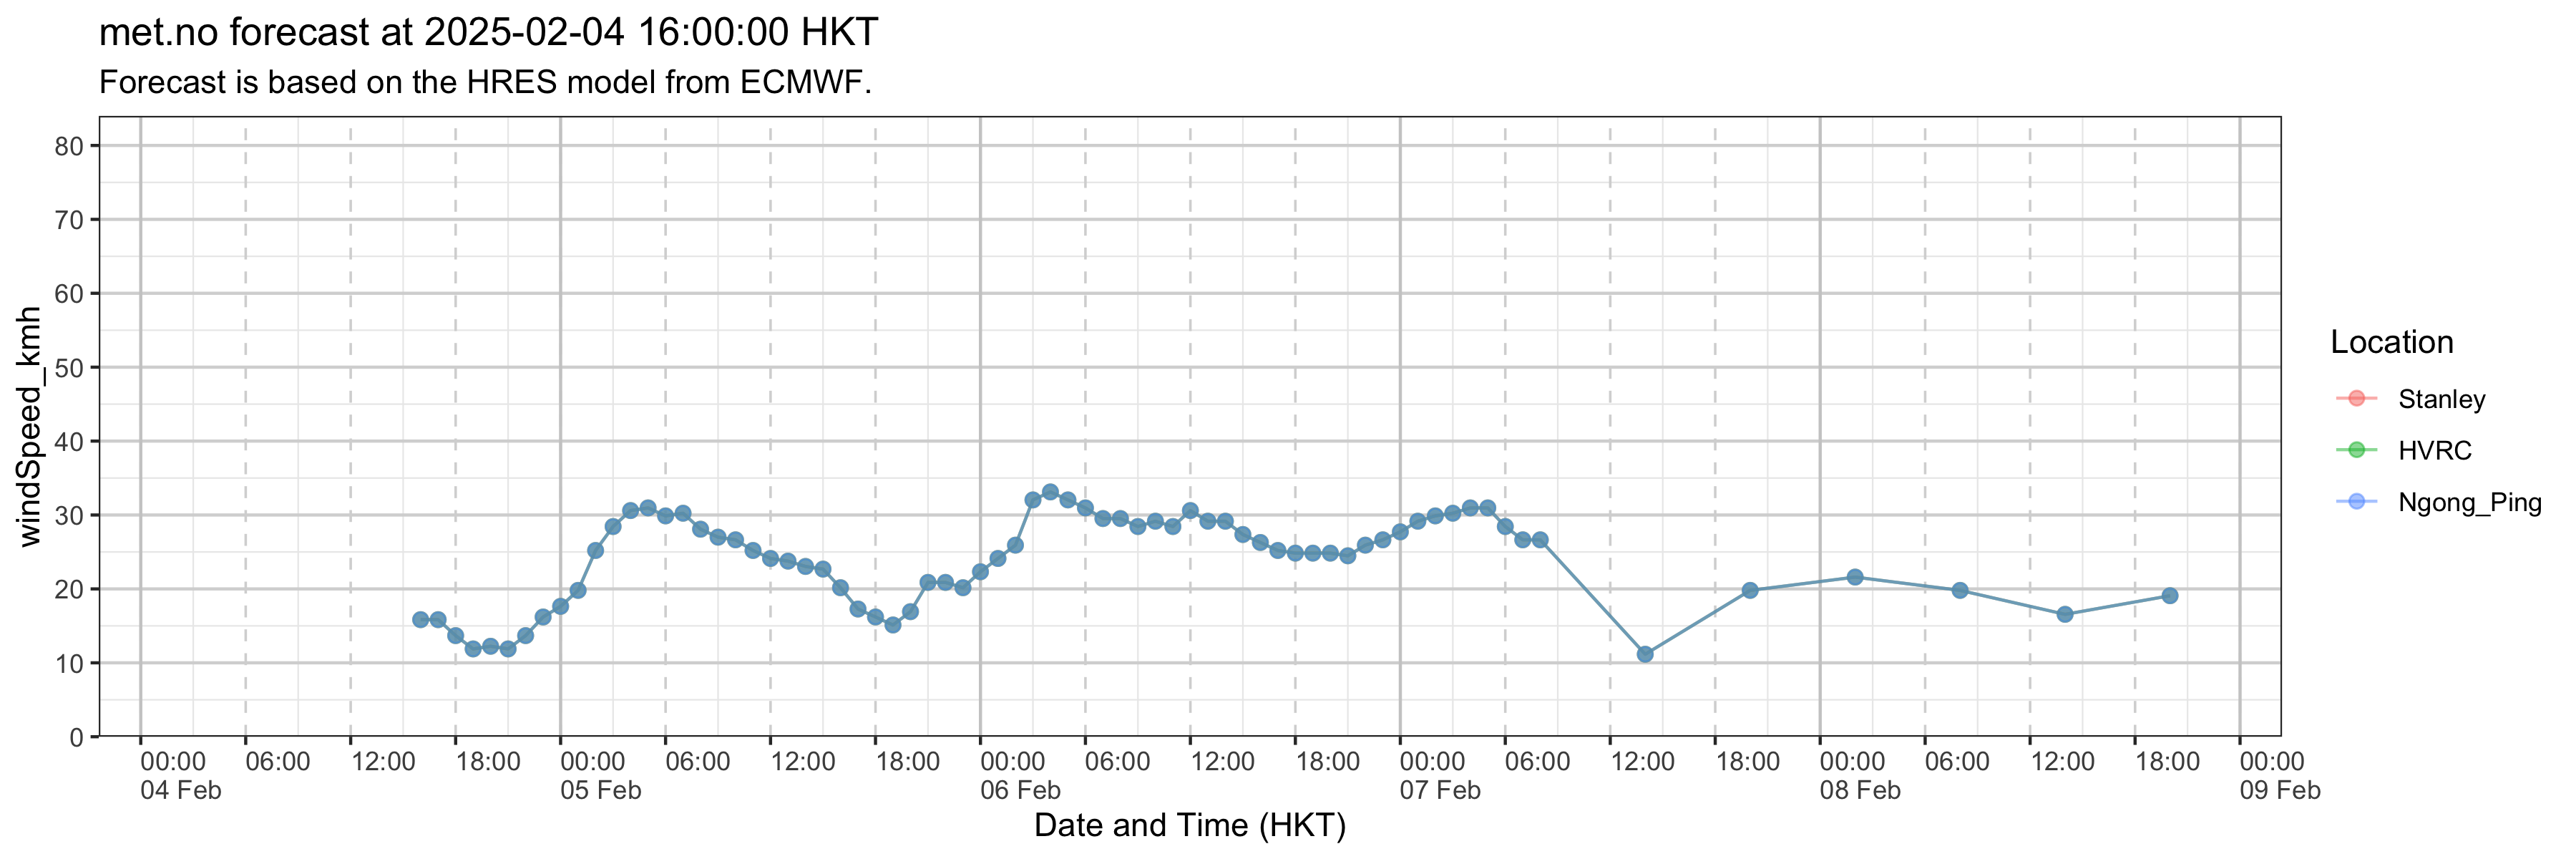 met.no forecast at 2025-02-04 16:00:00 HKT
Forecast is based on the HRES model from ECMWF.
windSpeed_kmh
80
70
60
50
40
30
20
10
0
00:00 06:00 12:00 18:00 00:00 06:00 12:00 18:00 00:00 06:00 12:00 18:00 00:00 06:00 12:00 18:00 00:00 06:00 12:00 18:00 00:00
04 Feb 05 Feb 06 Feb 07 Feb 08 Feb 09 Feb
Date and Time (HKT)
Location
Stanley
HVRC
Ngong_Ping